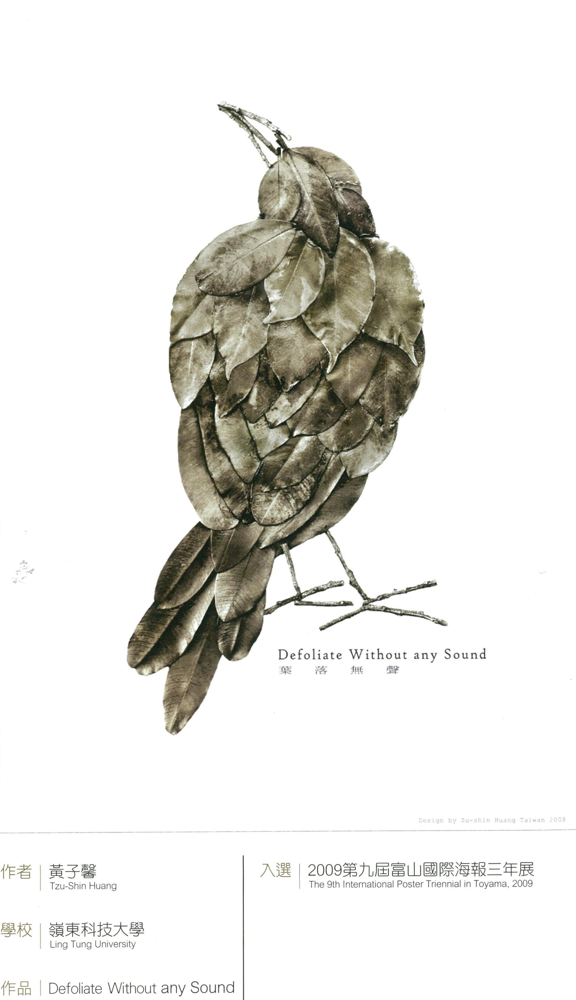 Defoliate Without any Sound
葉落無聲
Design by Zu-shin Huang Taiwan 2008
作者
黃子馨
Tzu-Shin Huang
學校
嶺東科技大學
Ling Tung University
作品
Defoliate Without any Sound
入選
2009第九屆富山國際海報三年展
The 9th International Poster Triennial in Toyama, 2009